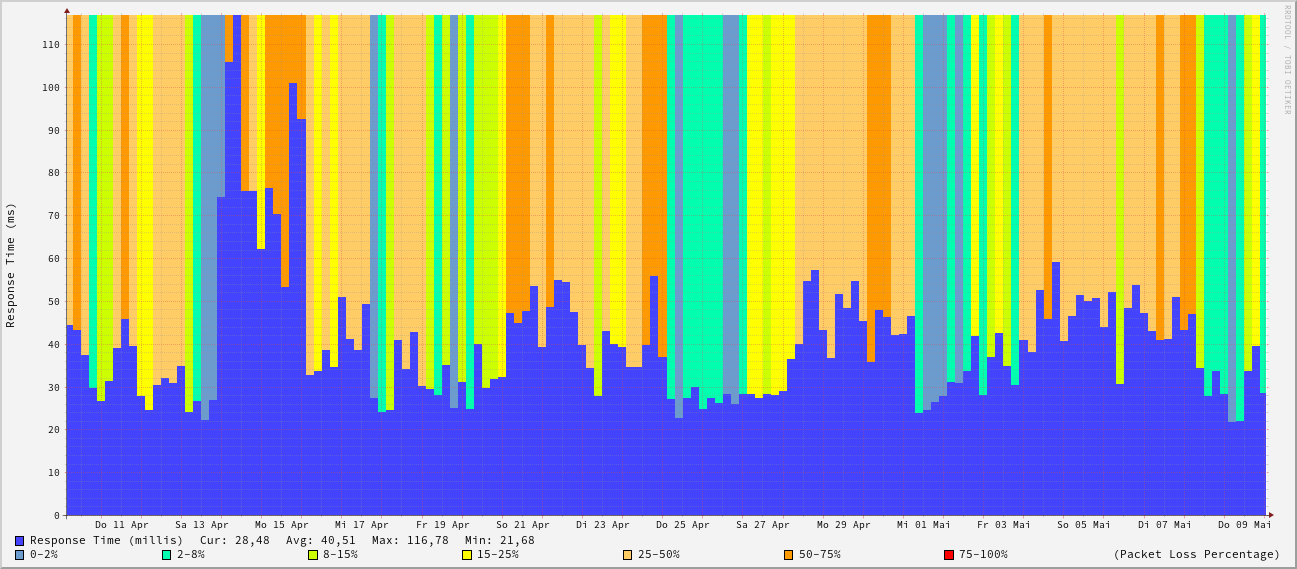 RRDTOOL / TOBI OETIKER
Response Time (ms)
110
100
90
80
70
60
50
40
30
20
10
0
Do 11 Apr Sa 13 Apr Mo 15 Apr Mi 17 Apr Fr 19 Apr So 21 Apr Di 23 Apr Do 25 Apr Sa 27 Apr Mo 29 Apr Mi 01 Mai Fr 03 Mai So 05 Mai Di 07 Mai Do 09 Mai
Response Time (millis) Cur: 28,48 Avg: 40,51 Max: 116,78 Min: 21,68
0-2% 2-8% 8-15% 15-25% 25-50% 50-75% 75-100% (Packet Loss Percentage)